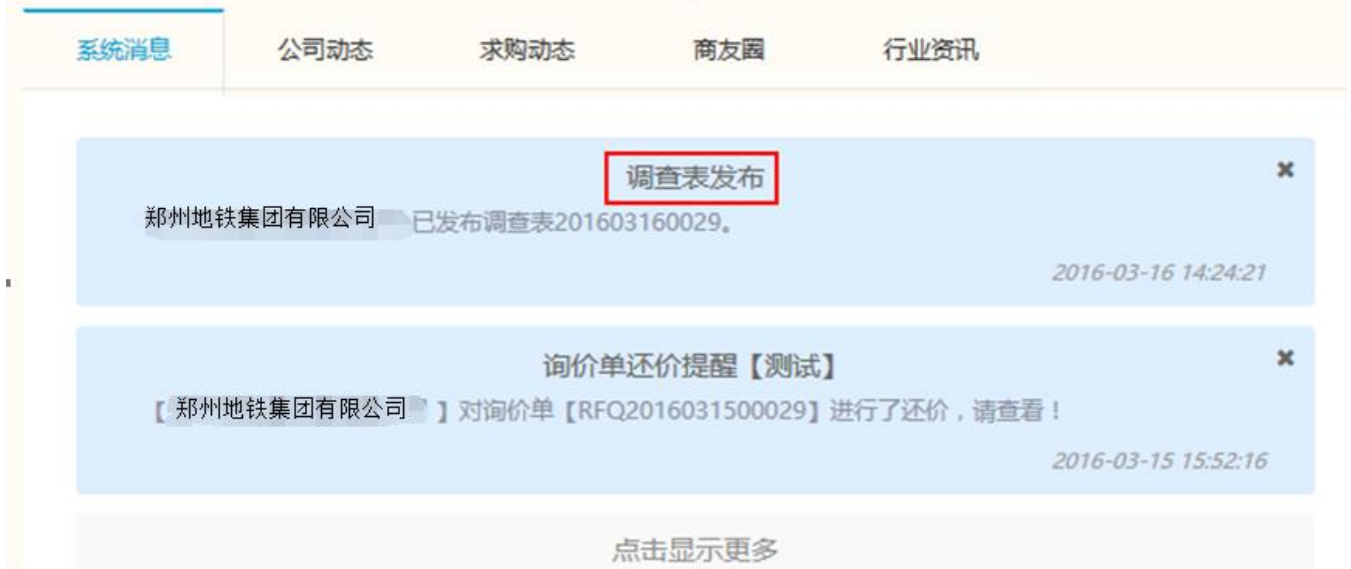 系统消息 公司动态 求购动态 商友圈 行业资讯
调查表发布
郑州地铁集团有限公司 已发布调查表201603160029。
2016-03-16 14:24:21
询价单还价提醒【测试】
【郑州地铁集团有限公司】对询价单【RFQ2016031500029】进行了还价，请查看！
2016-03-15 15:52:16
点击显示更多